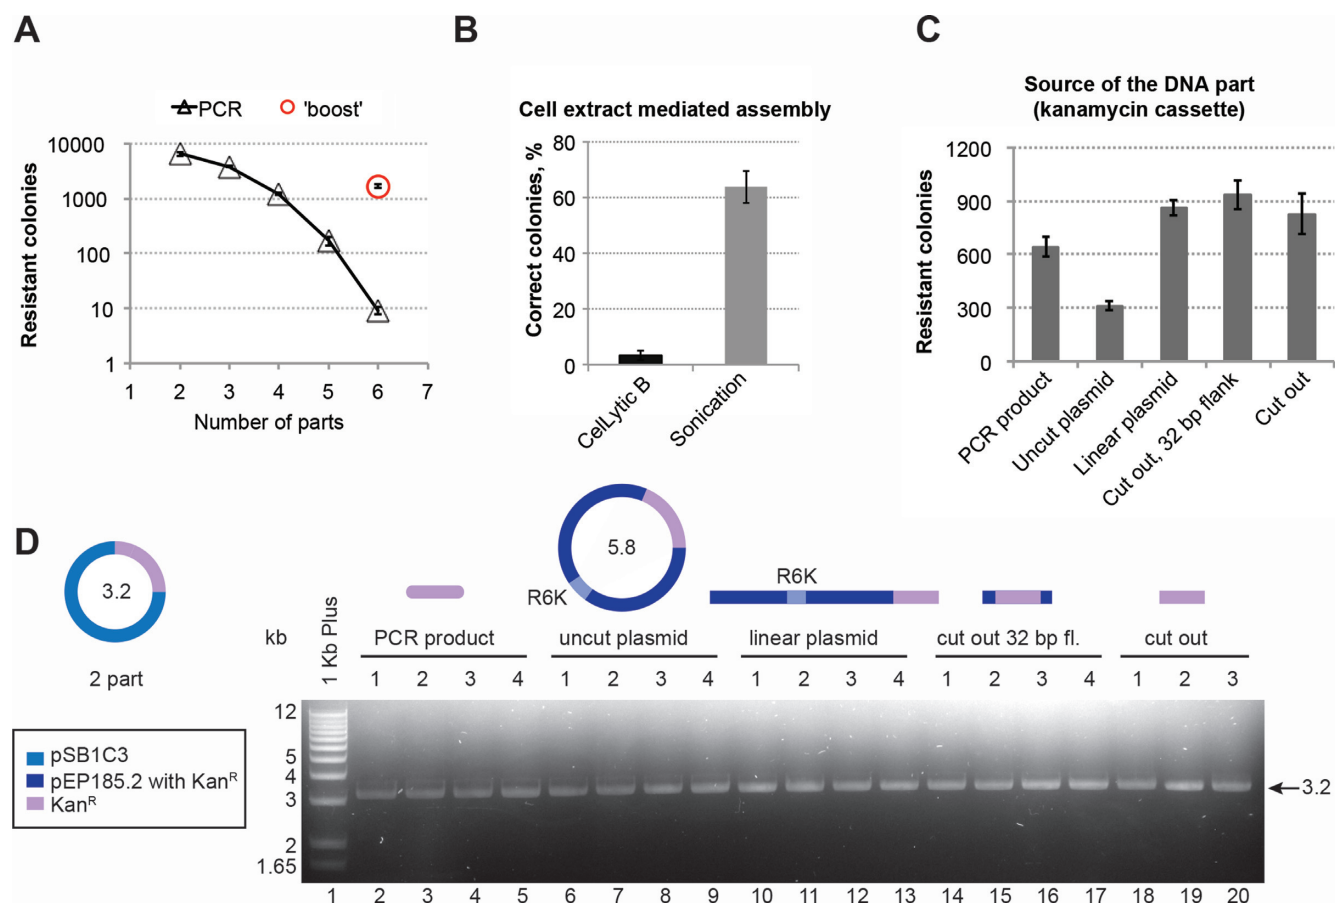 A
PCR 'boost'
Resistant colonies
10000
1000
100
10
1
1 2 3 4 5 6 7
Number of parts
B
Cell extract mediated assembly
Correct colonies, %
80
60
40
20
0
CelLytic B
Sonication
C
Source of the DNA part
(kanamycin cassette)
Resistant colonies
1200
900
600
300
0
PCR product
Uncut plasmid
Linear plasmid
Cut out, 32 bp flank
Cut out
D
3.2
2 part
pSB1C3
pEP185.2 with Kanᴿ
Kanᴿ
5.8
R6K
R6K
kb
1 Kb Plus
PCR product uncut plasmid linear plasmid cut out 32 bp fl. cut out
1 2 3 4 1 2 3 4 1 2 3 4 1 2 3 4 1 2 3
12
5
4
3
2
1.65
3.2
1 2 3 4 5 6 7 8 9 10 11 12 13 14 15 16 17 18 19 20